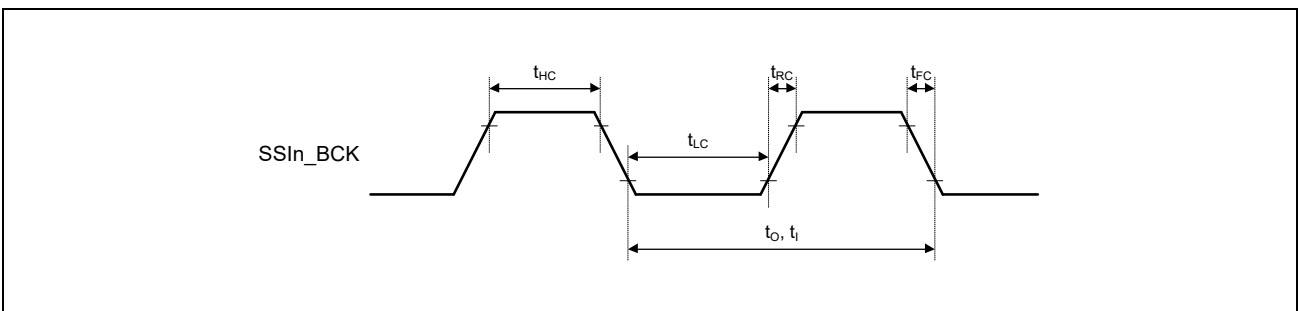 tHC
tRC
tFC
SSIn_BCK
tLC
tO, tI